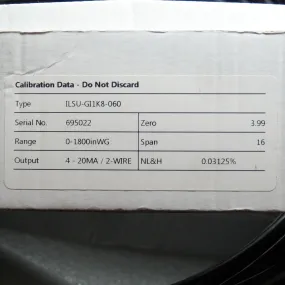 Calibration Data - Do Not Discard
Type IL5U-GI1K8-060
Serial No. 695022 Zero 3.99
Range 0-1800inWG Span 16
Output 4 - 20MA / 2-WIRE NL&H 0.03125%